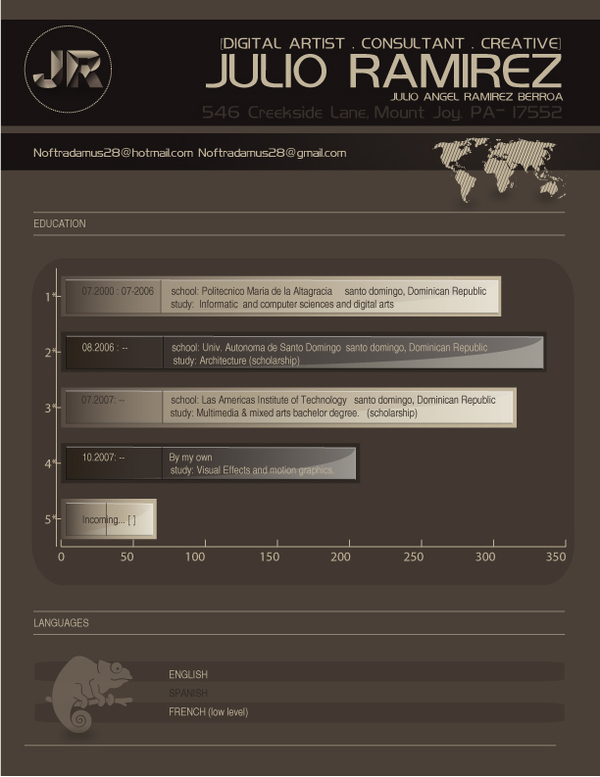 JR
[DIGITAL ARTIST . CONSULTANT . CREATIVE]
JULIO RAMIREZ
JULIO ANGEL RAMIREZ BERROA
546 Creekside Lane, Mount Joy. PA- 17552
Noftradamus28@hotmail.com Noftradamus28@gmail.com
EDUCATION
1* 07.2000 : 07-2006 school: Politecnico Maria de la Altagracia santo domingo, Dominican Republic
study: Informatic and computer sciences and digital arts
2* 08.2006 : -- school: Univ. Autonoma de Santo Domingo santo domingo, Dominican Republic
study: Architecture (scholarship)
3* 07.2007: -- school: Las Americas Institute of Technology santo domingo, Dominican Republic
study: Multimedia & mixed arts bachelor degree. (scholarship)
4* 10.2007: -- By my own
study: Visual Effects and motion graphics.
5* Incoming... [ ]
0 50 100 150 200 250 300 350
LANGUAGES
ENGLISH
SPANISH
FRENCH (low level)